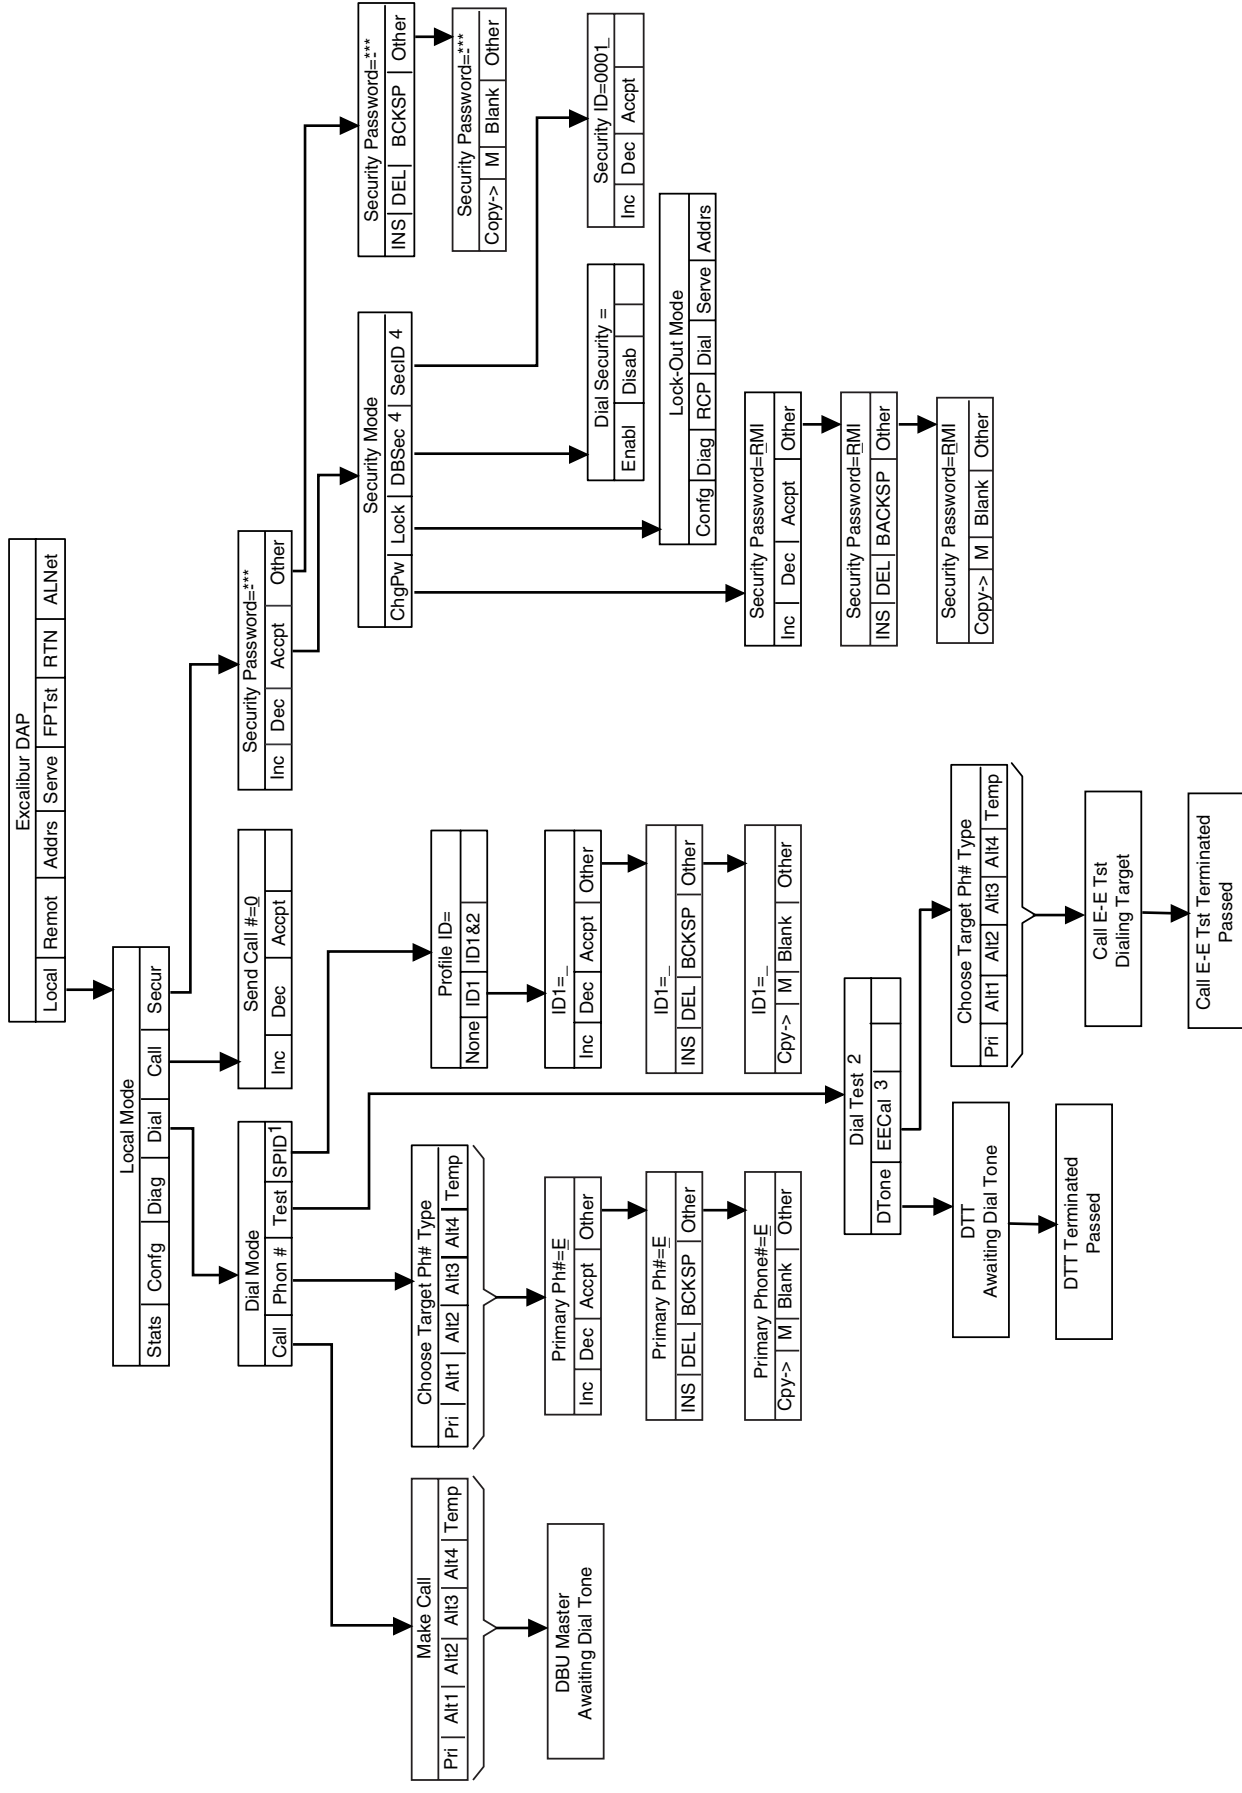 Excalibur DAP
Local Remot Addrs Serve FPTst RTN ALNet
Local Mode
Stats Confg Diag Dial Call Secur
Dial Mode
Call Phon # Test SPID 1
Send Call #=0
Inc Dec Accpt
Security Password=***
Inc Dec Accpt Other
Make Call
Pri Alt1 Alt2 Alt3 Alt4 Temp
DBU Master
Awaiting Dial Tone
Choose Target Ph# Type
Pri Alt1 Alt2 Alt3 Alt4 Temp
Primary Ph#=E
Inc Dec Accpt Other
Primary Ph#=E
INS DEL BCKSP Other
Primary Phone#=E
Cpy-> M Blank Other
Profile ID=
None ID1 ID1&2
ID1=_
Inc Dec Accpt Other
ID1=_
INS DEL BCKSP Other
ID1=_
Cpy-> M Blank Other
Dial Test 2
DTone EECal 3
DTT
Awaiting Dial Tone
DTT Terminated
Passed
Choose Target Ph# Type
Pri Alt1 Alt2 Alt3 Alt4 Temp
Call E-E Tst
Dialing Target
Call E-E Tst Terminated
Passed
Security Mode
ChgPw Lock DBSec 4 SecID 4
Security Password=***
INS DEL BCKSP Other
Security Password=***
Copy-> M Blank Other
Security ID=0001_
Inc Dec Accpt
Dial Security =
Enabl Disab
Lock-Out Mode
Confg Diag RCP Dial Serve Addrs
Security Password=RMI
Inc Dec Accpt Other
Security Password=RMI
INS DEL BACKSP Other
Security Password=RMI
Copy-> M Blank Other